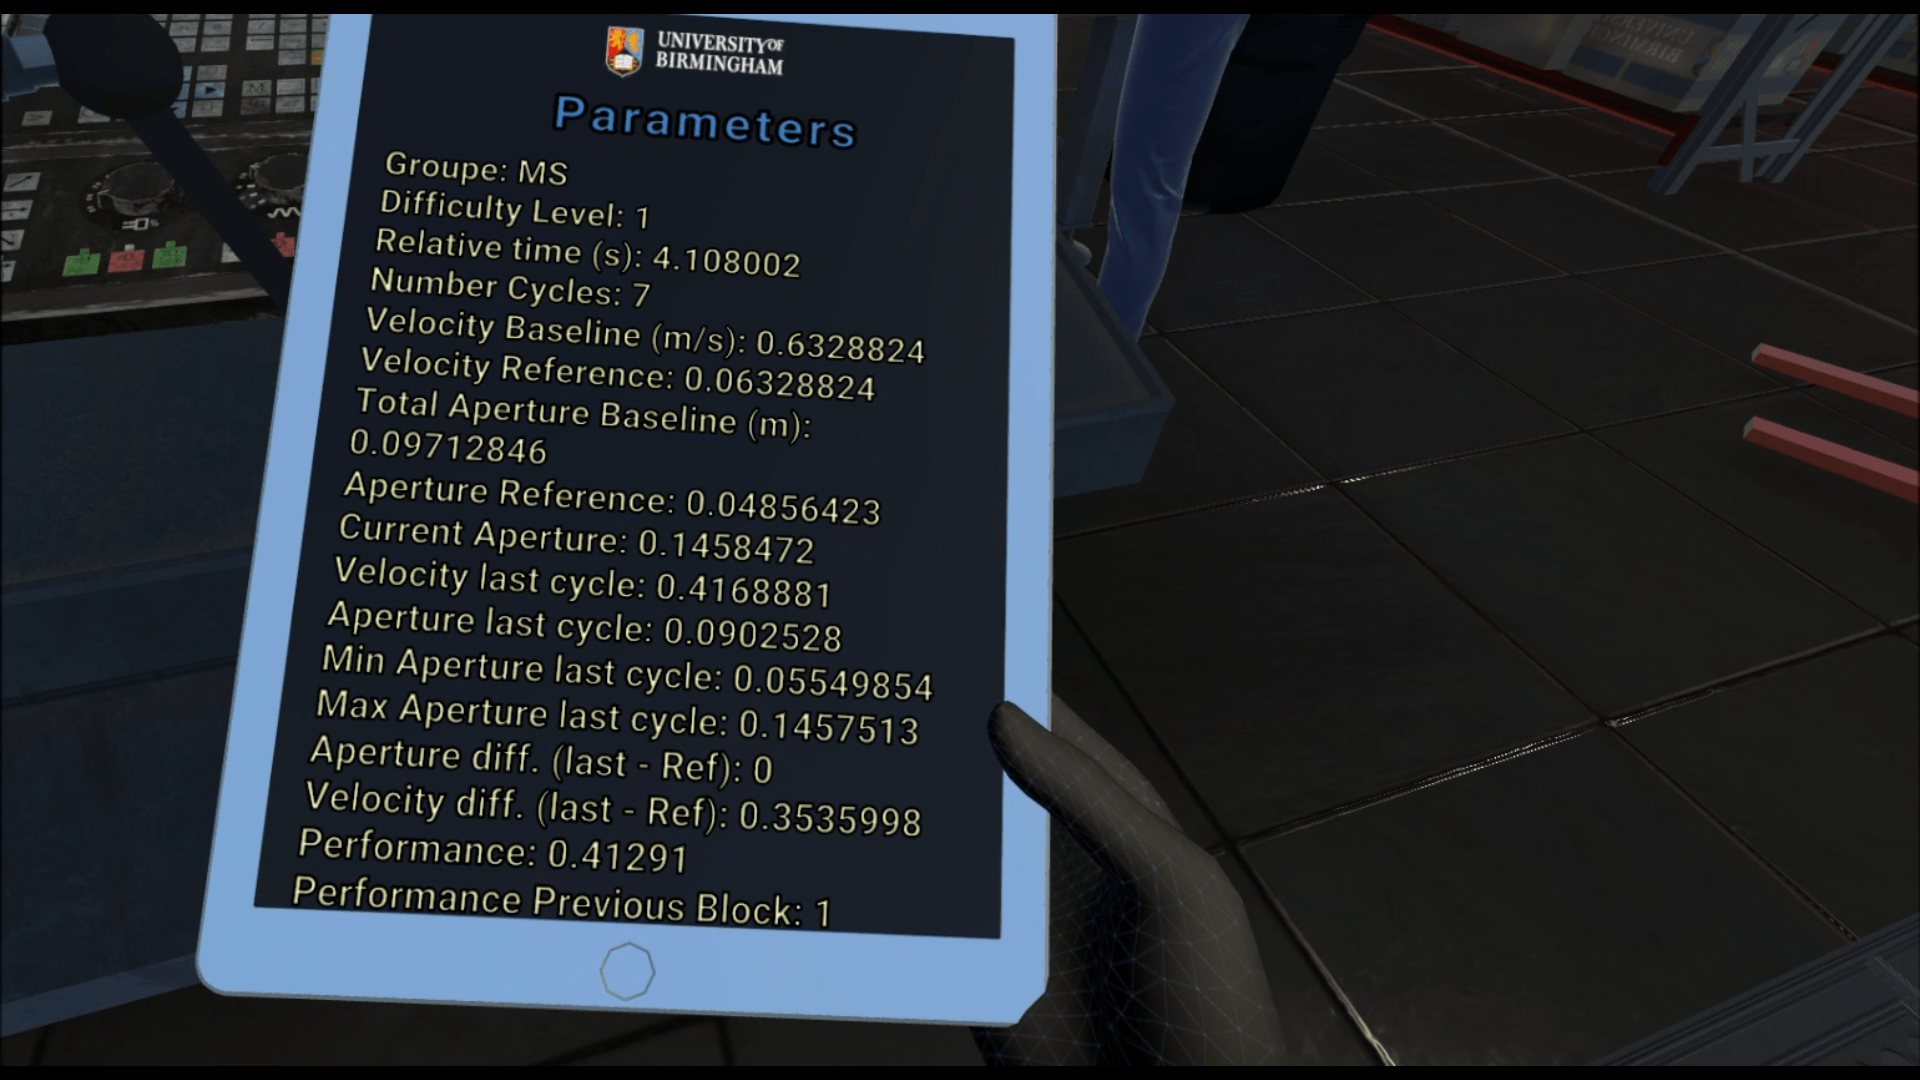 UNIVERSITY OF
BIRMINGHAM
Parameters
Groupe: MS
Difficulty Level: 1
Relative time (s): 4.108002
Number Cycles: 7
Velocity Baseline (m/s): 0.6328824
Velocity Reference: 0.06328824
Total Aperture Baseline (m):
0.09712846
Aperture Reference: 0.04856423
Current Aperture: 0.1458472
Velocity last cycle: 0.4168881
Aperture last cycle: 0.0902528
Min Aperture last cycle: 0.05549854
Max Aperture last cycle: 0.1457513
Aperture diff. (last - Ref): 0
Velocity diff. (last - Ref): 0.3535998
Performance: 0.41291
Performance Previous Block: 1